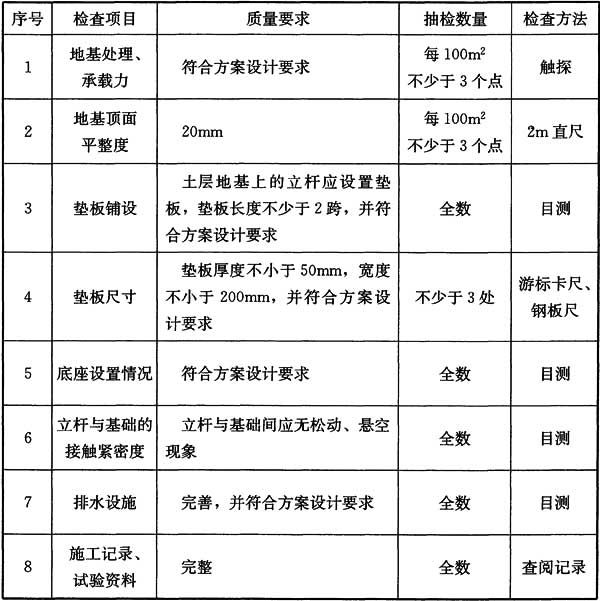 序号 检查项目 质量要求 抽检数量 检查方法
1 地基处理、承载力 符合方案设计要求 每 100m² 不少于 3 个点 触探
2 地基顶面平整度 20mm 每 100m² 不少于 3 个点 2m 直尺
3 垫板铺设 土层地基上的立杆应设置垫板，垫板长度不少于 2 跨，并符合方案设计要求 全数 目测
4 垫板尺寸 垫板厚度不小于 50mm，宽度不小于 200mm，并符合方案设计要求 不少于 3 处 游标卡尺、钢板尺
5 底座设置情况 符合方案设计要求 全数 目测
6 立杆与基础的接触紧密度 立杆与基础间应无松动、悬空现象 全数 目测
7 排水设施 完善，并符合方案设计要求 全数 目测
8 施工记录、试验资料 完整 全数 查阅记录